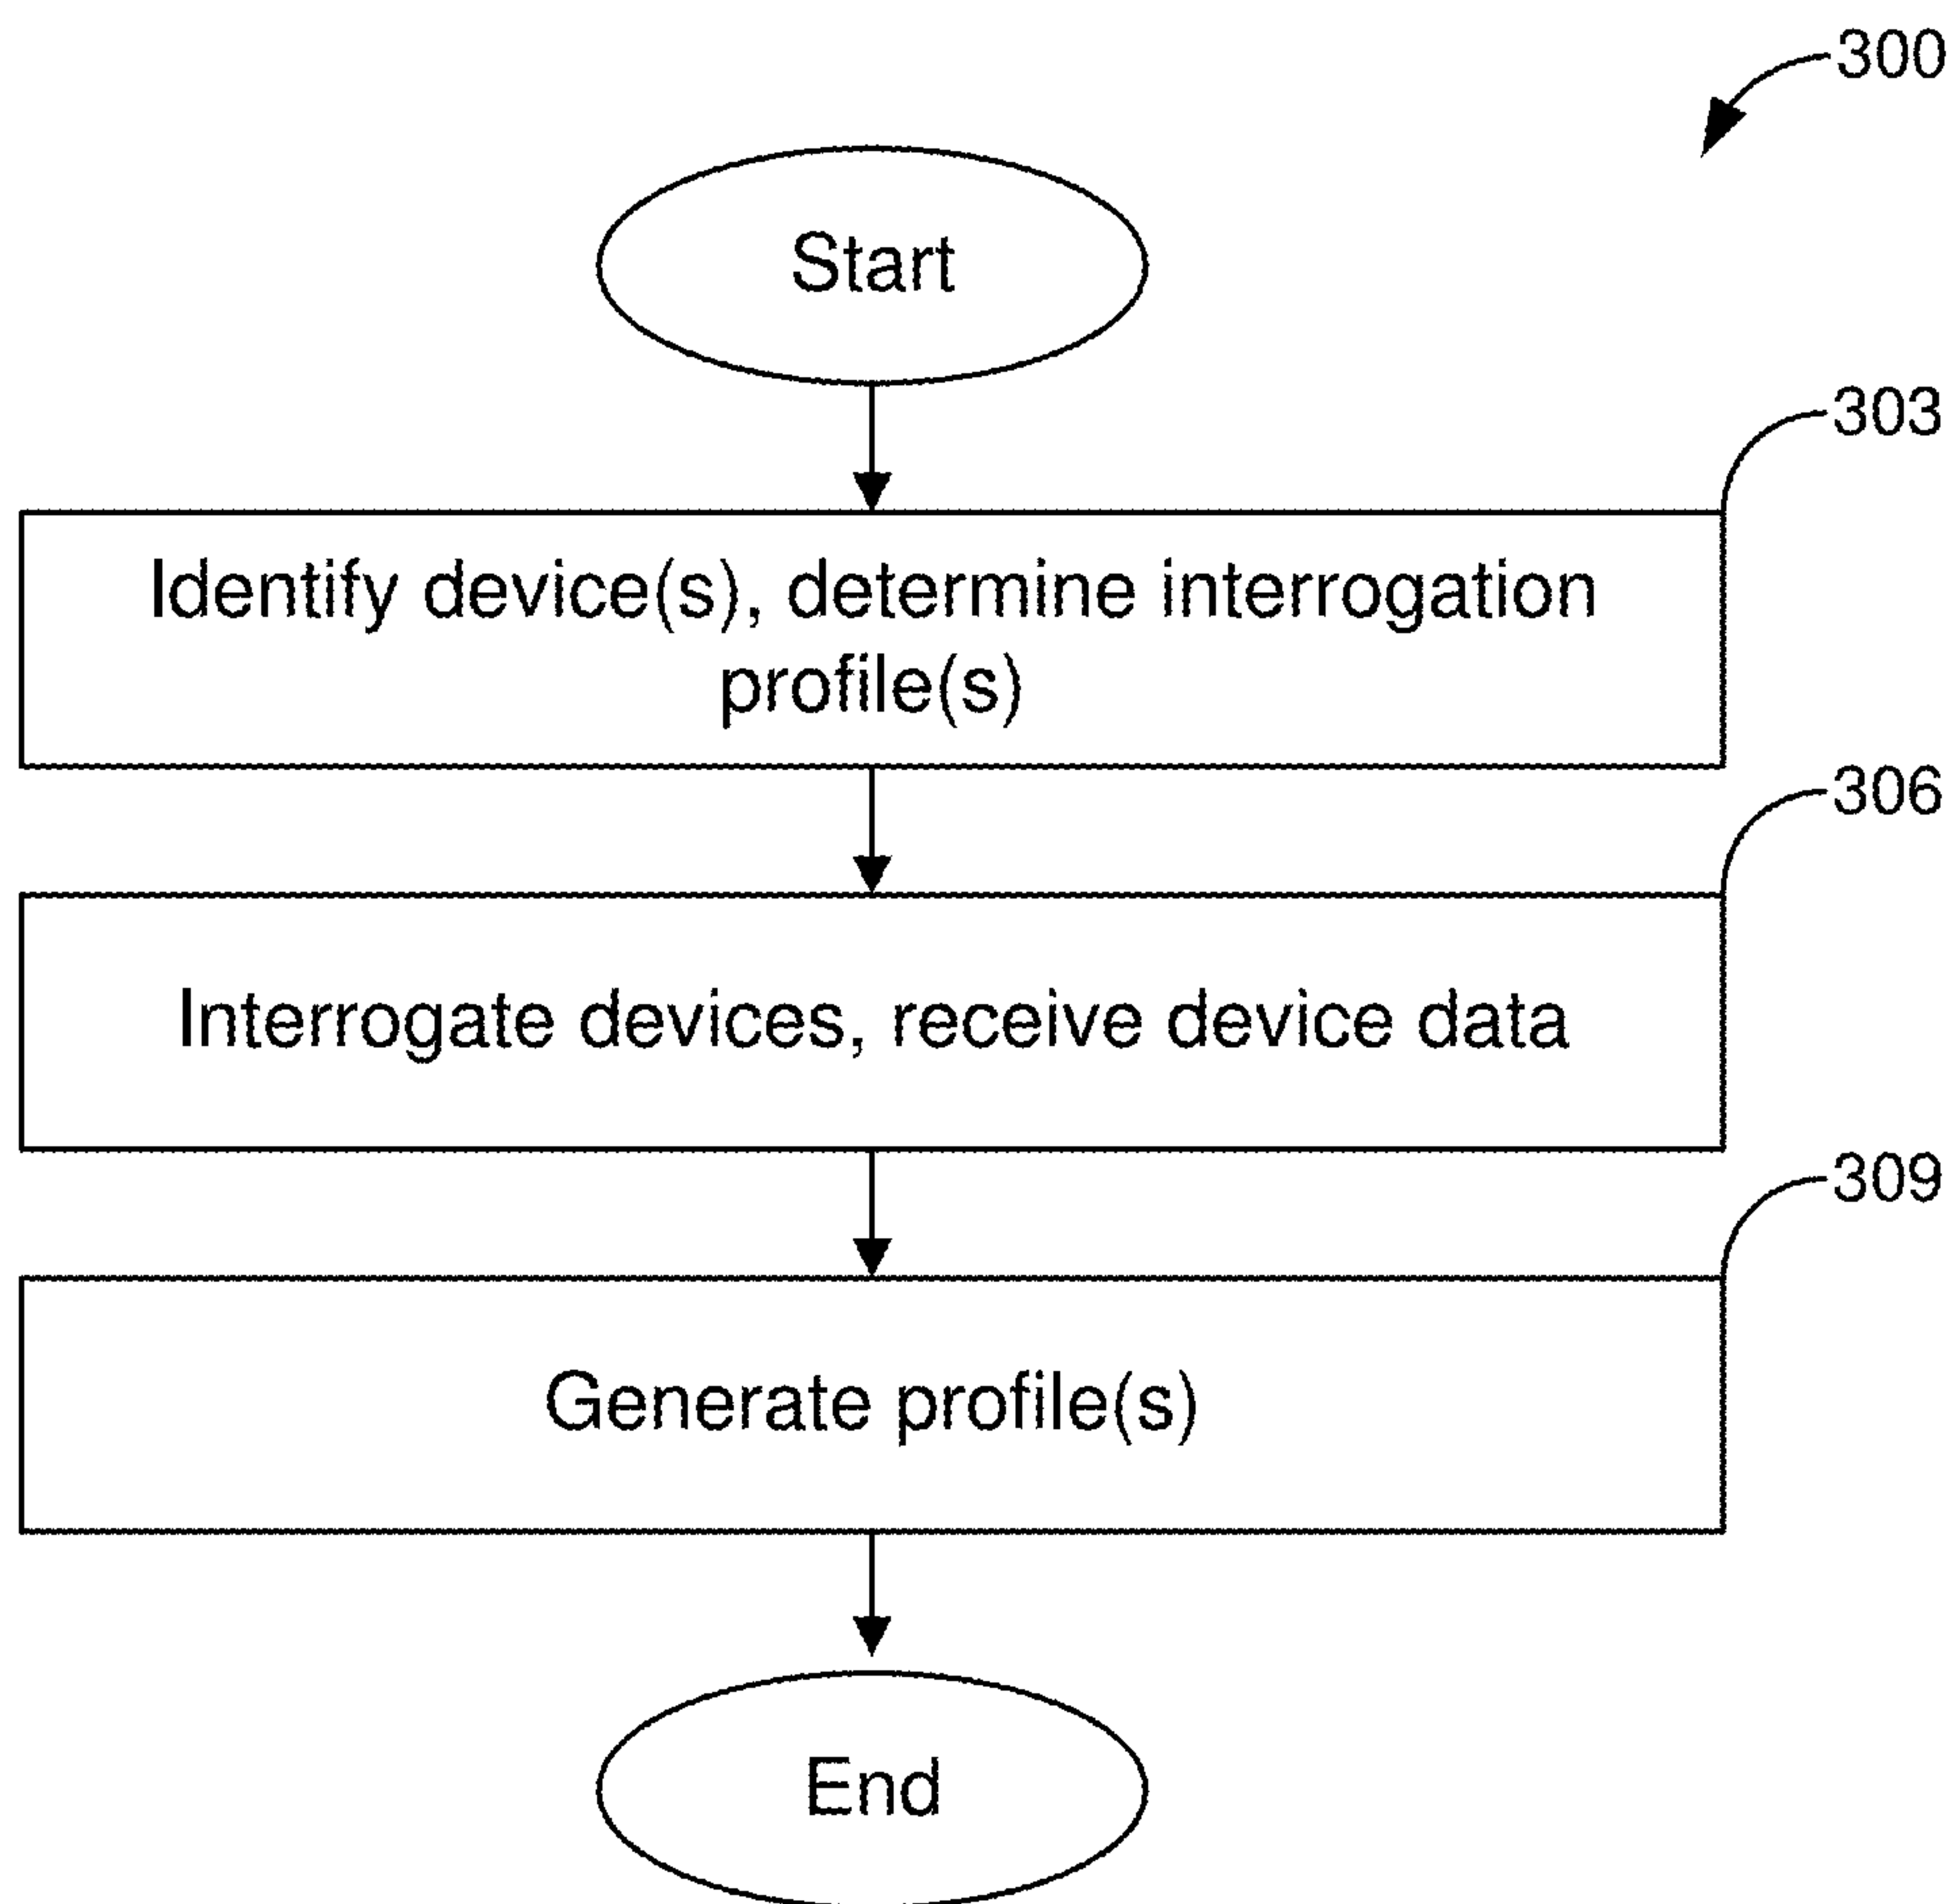 300
Start
303
Identify device(s), determine interrogation
profile(s)
306
Interrogate devices, receive device data
309
Generate profile(s)
End